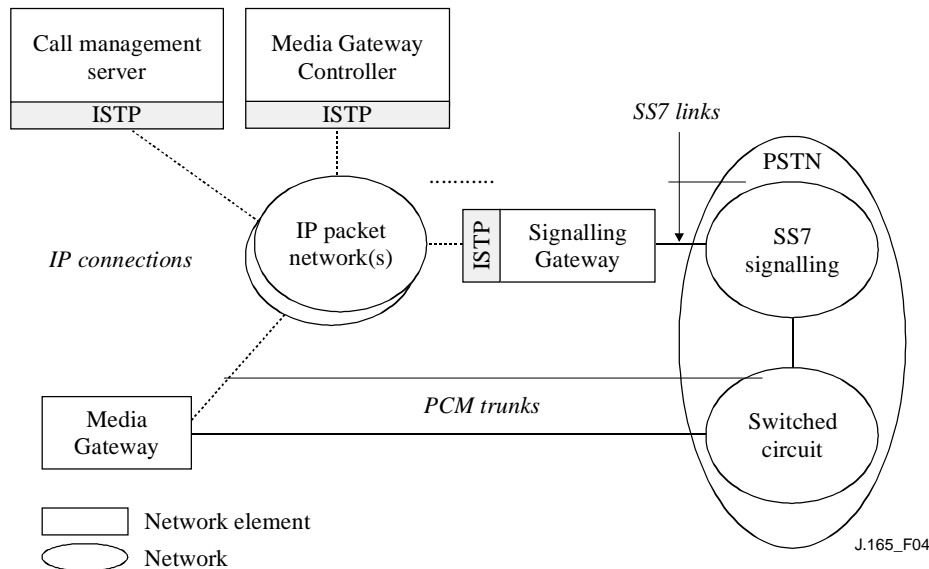 Call management
server
ISTP
Media Gateway
Controller
ISTP
SS7 links
PSTN
IP packet
network(s)
ISTP
Signalling
Gateway
SS7
signalling
IP connections
PCM trunks
Media
Gateway
Switched
circuit
Network element
Network
J.165_F04